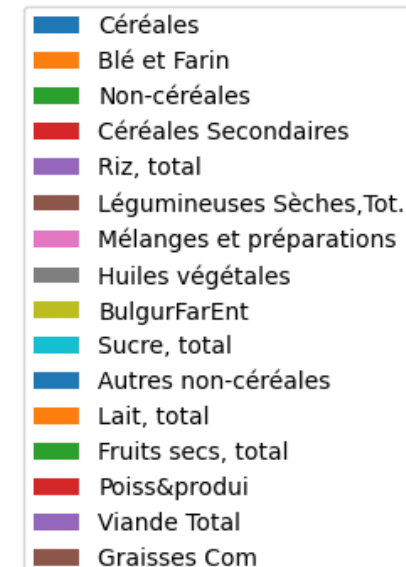 Céréales
Blé et Farin
Non-céréales
Céréales Secondaires
Riz, total
Légumineuses Sèches,Tot.
Mélanges et préparations
Huiles végétales
BulgurFarEnt
Sucre, total
Autres non-céréales
Lait, total
Fruits secs, total
Poiss&produi
Viande Total
Graisses Com